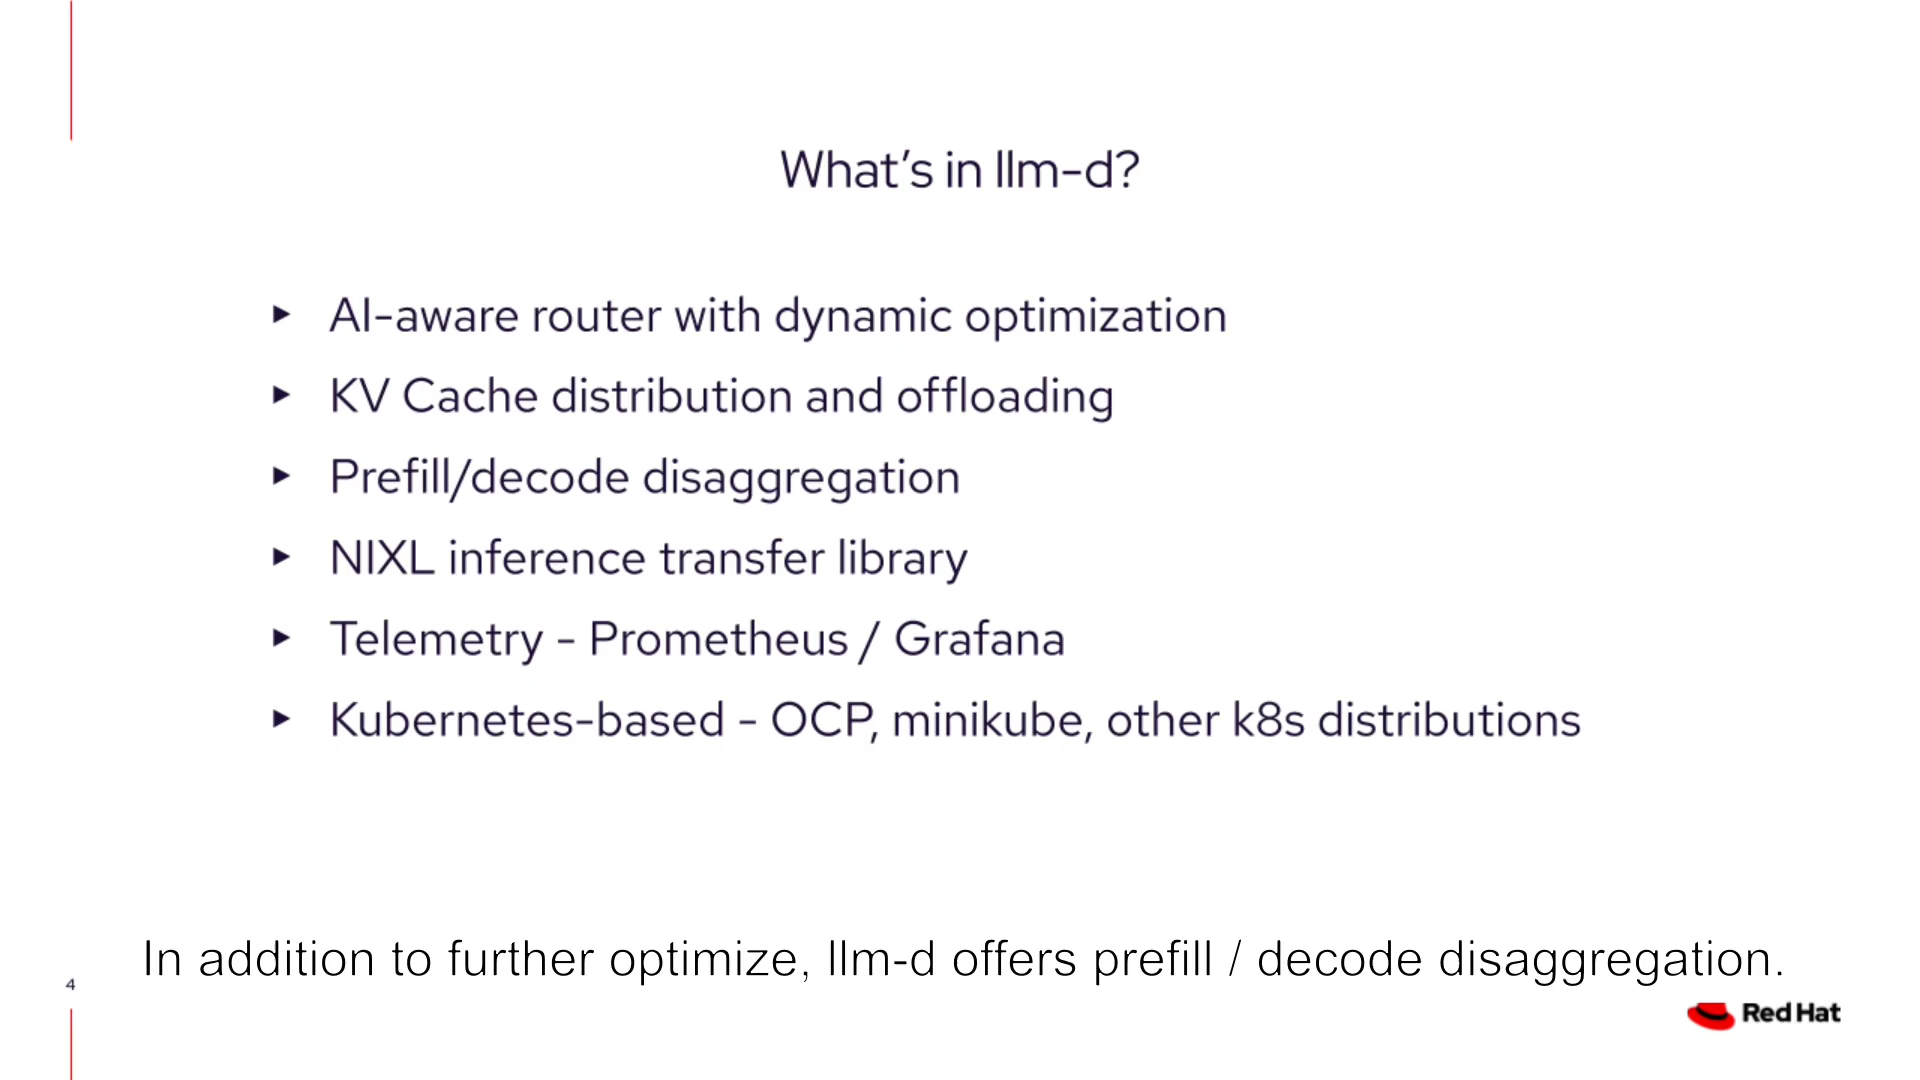 What's in llm-d?
▸ AI-aware router with dynamic optimization
▸ KV Cache distribution and offloading
▸ Prefill/decode disaggregation
▸ NIXL inference transfer library
▸ Telemetry - Prometheus / Grafana
▸ Kubernetes-based - OCP, minikube, other k8s distributions
In addition to further optimize, llm-d offers prefill / decode disaggregation.
4
Red Hat